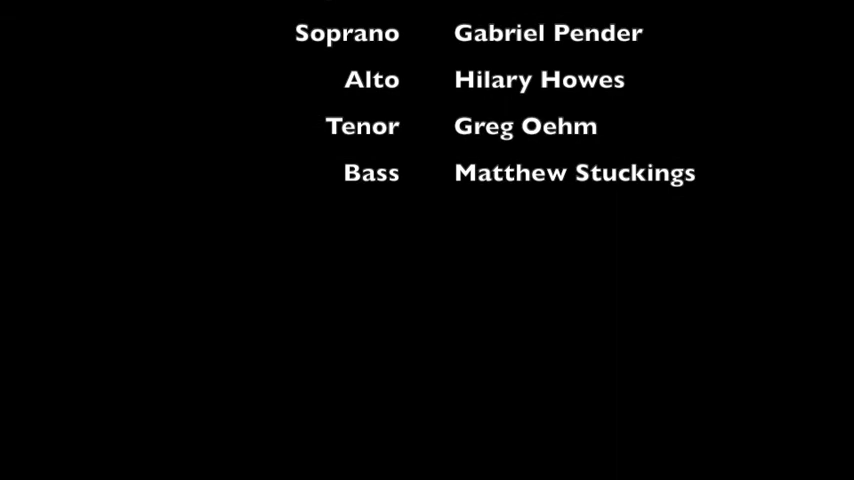 Soprano Gabriel Pender
Alto Hilary Howes
Tenor Greg Oehm
Bass Matthew Stuckings